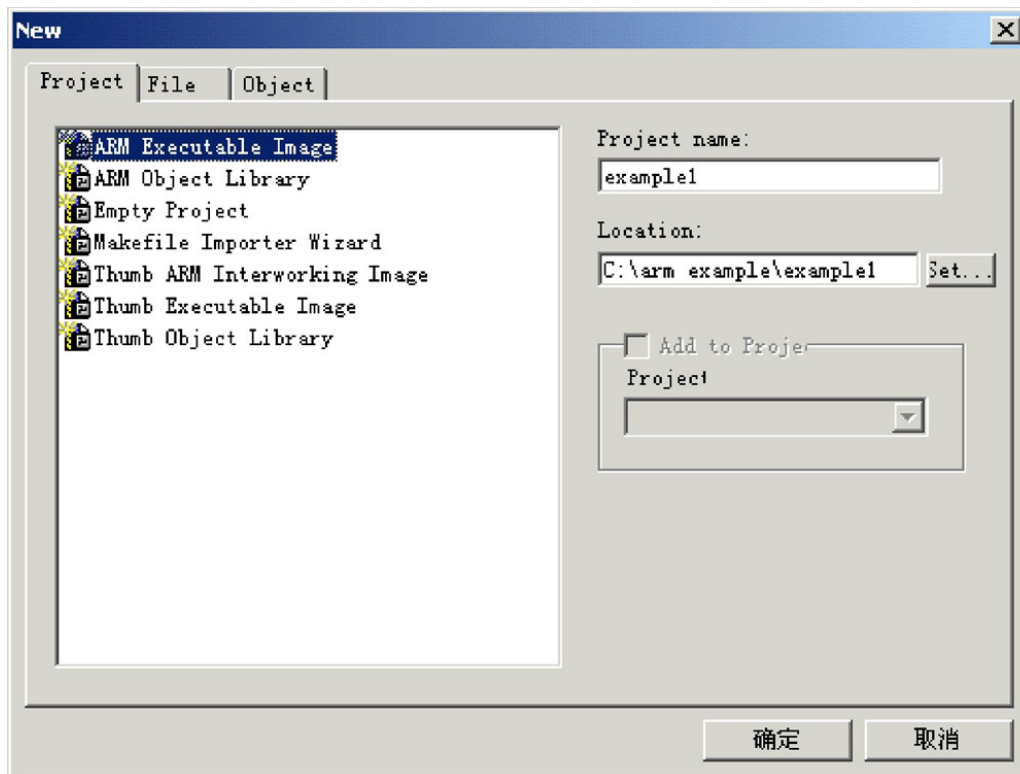 New
Project File Object
ARM Executable Image
ARM Object Library
Empty Project
Makefile Importer Wizard
Thumb ARM Interworking Image
Thumb Executable Image
Thumb Object Library
Project name:
example1
Location:
C:\arm example\example1 Set...
Add to Proje
Project
确定 取消